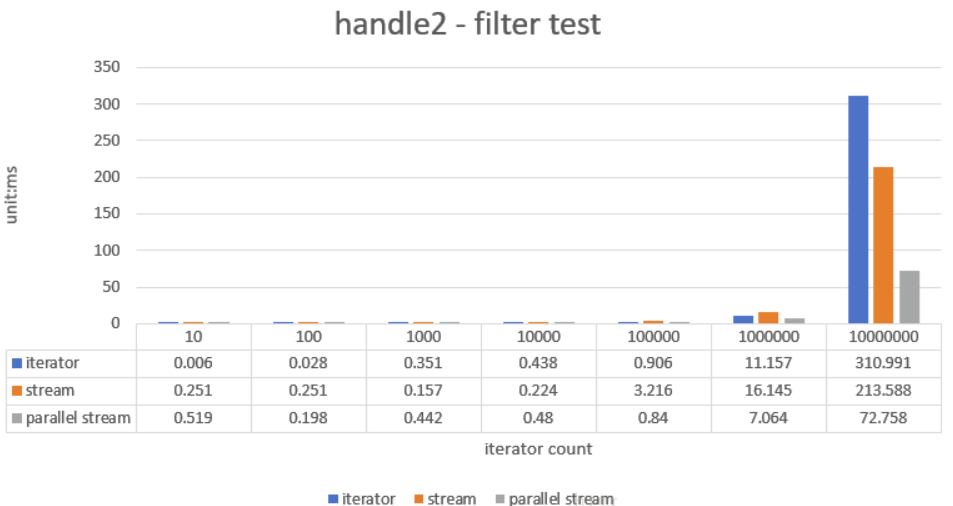 handle2 - filter test
350
300
250
200
150
100
50
0
unit:ms
10 100 1000 10000 100000 1000000 10000000
iterator 0.006 0.028 0.351 0.438 0.906 11.157 310.991
stream 0.251 0.251 0.157 0.224 3.216 16.145 213.588
parallel stream 0.519 0.198 0.442 0.48 0.84 7.064 72.758
iterator count
iterator stream parallel stream